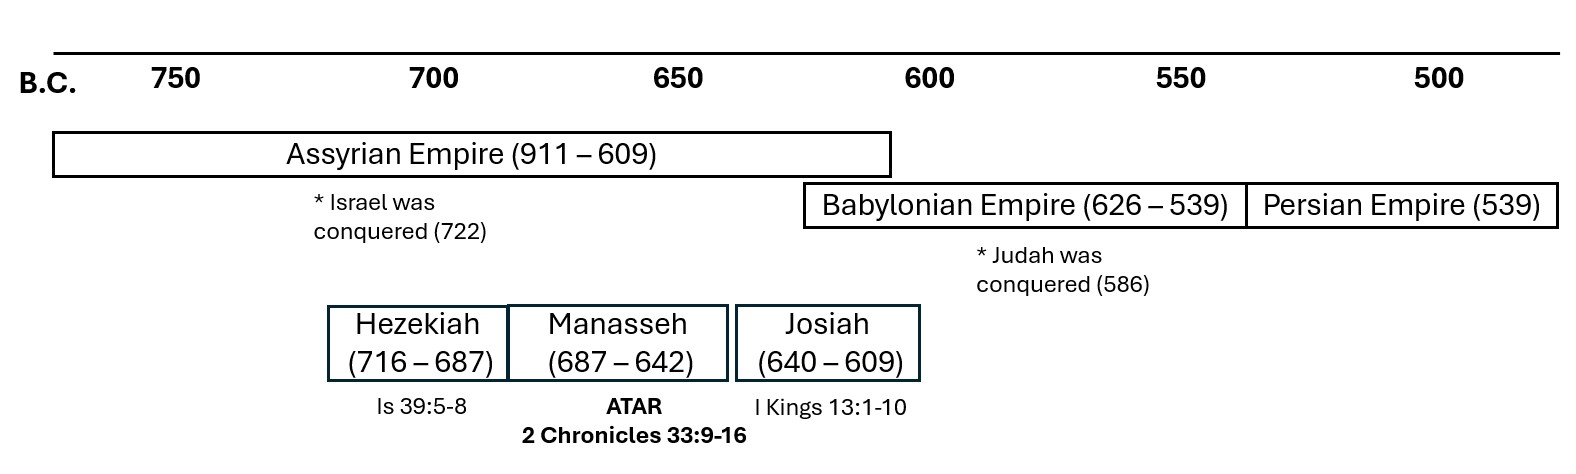 750 700 650 600 550 500
B.C.
Assyrian Empire (911 – 609)
* Israel was
conquered (722)
Babylonian Empire (626 – 539)
Persian Empire (539)
* Judah was
conquered (586)
Hezekiah
(716 – 687)
Manasseh
(687 – 642)
Josiah
(640 – 609)
Is 39:5-8
ATAR
2 Chronicles 33:9-16
I Kings 13:1-10